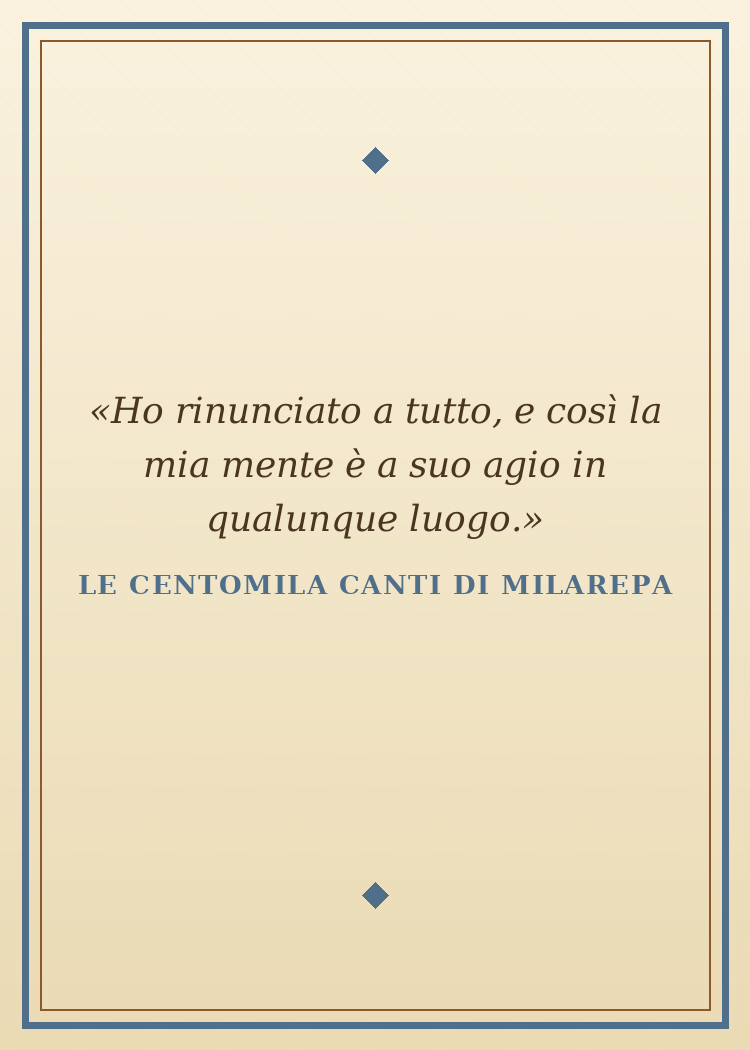 «Ho rinunciato a tutto, e così la
mia mente è a suo agio in
qualunque luogo.»
LE CENTOMILA CANTI DI MILAREPA